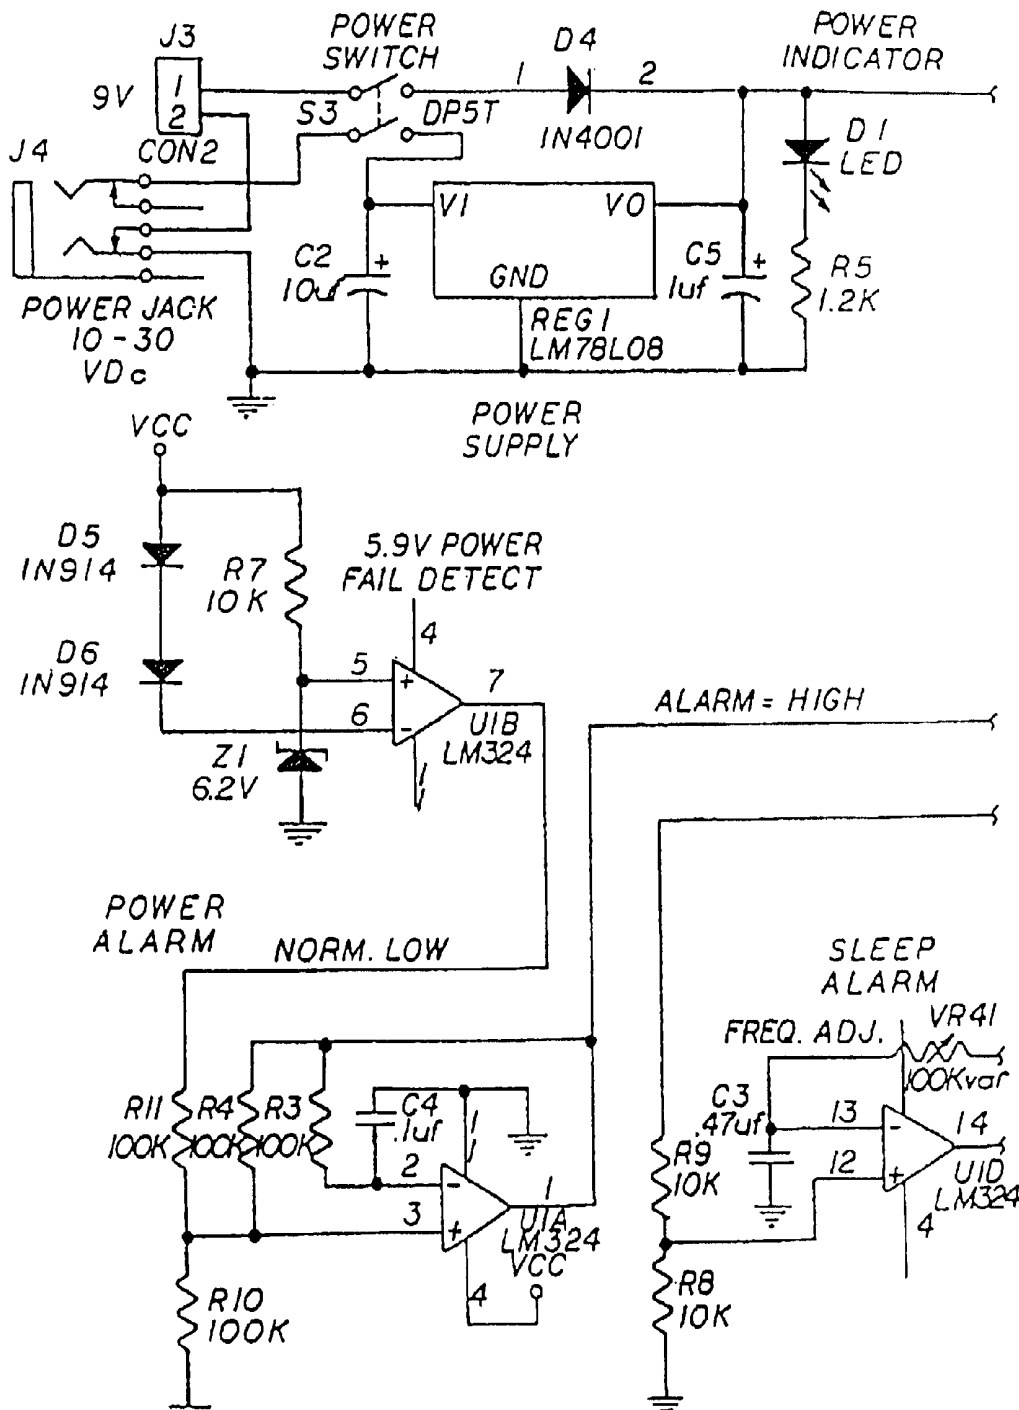 J3
1
2
9V
CON2
J4
POWER JACK
10-30
VDc
POWER
SWITCH
S3
DP5T
1
D4
2
1N4001
POWER
INDICATOR
D1
LED
R5
1.2K
VI
VO
GND
REG1
LM78L08
C2
10uf
+
C5
1uf
+
POWER
SUPPLY
VCC
D5
1N914
D6
1N914
R7
10K
5.9V POWER
FAIL DETECT
4
5
6
+
-
7
U1B
LM324
11
Z1
6.2V
ALARM = HIGH
POWER
ALARM
NORM. LOW
R11
100K
R4
100K
R3
100K
C4
.1uf
11
2
3
-
+
1
U1A
LM324
VCC
4
R10
100K
SLEEP
ALARM
FREQ. ADJ.
VR41
100Kvar
C3
.47uf
13
12
-
+
14
U1D
LM324
4
R9
10K
R8
10K